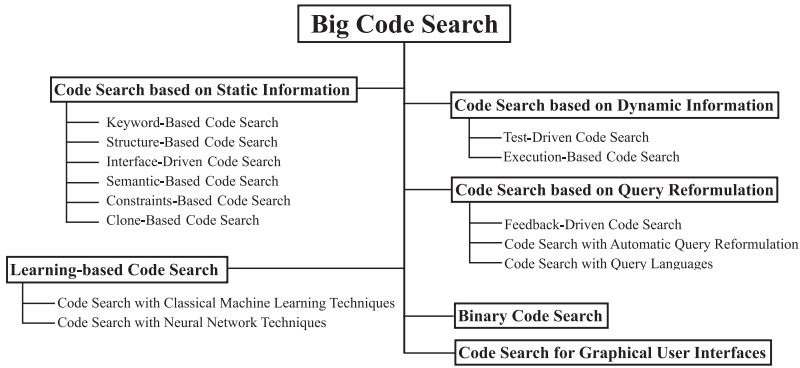 Big Code Search
Code Search based on Static Information
Keyword-Based Code Search
Structure-Based Code Search
Interface-Driven Code Search
Semantic-Based Code Search
Constraints-Based Code Search
Clone-Based Code Search
Learning-based Code Search
Code Search with Classical Machine Learning Techniques
Code Search with Neural Network Techniques
Code Search based on Dynamic Information
Test-Driven Code Search
Execution-Based Code Search
Code Search based on Query Reformulation
Feedback-Driven Code Search
Code Search with Automatic Query Reformulation
Code Search with Query Languages
Binary Code Search
Code Search for Graphical User Interfaces